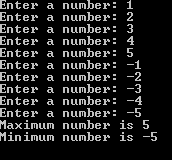 Enter a number: 1
Enter a number: 2
Enter a number: 3
Enter a number: 4
Enter a number: 5
Enter a number: -1
Enter a number: -2
Enter a number: -3
Enter a number: -4
Enter a number: -5
Maximum number is 5
Minimum number is -5